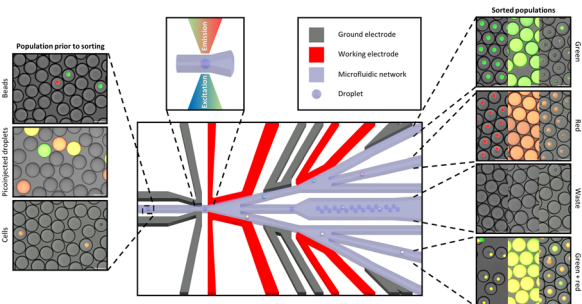 Population prior to sorting
Beads
Picoinjected droplets
Cells
Emission
Excitation
Ground electrode
Working electrode
Microfluidic network
Droplet
Sorted populations
Green
Red
Waste
Green + red